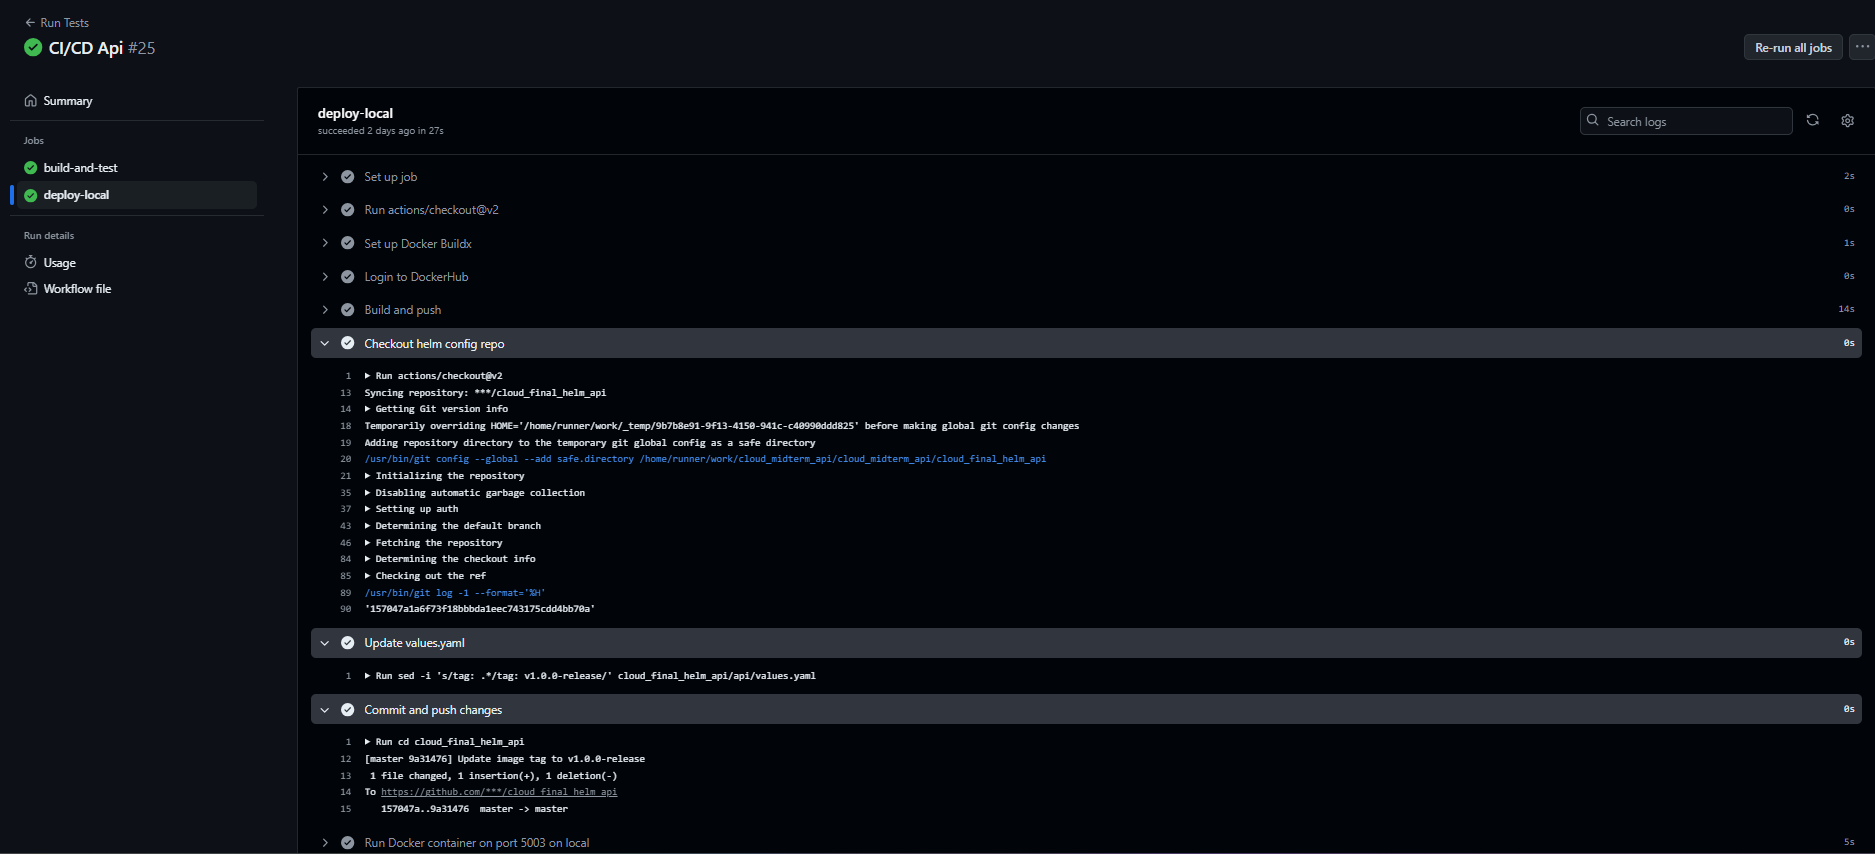 Run Tests
CI/CD Api #25
Re-run all jobs
Summary
Jobs
build-and-test
deploy-local
Run details
Usage
Workflow file
deploy-local
succeeded 2 days ago in 27s
Search logs
Set up job 2s
Run actions/checkout@v2 0s
Set up Docker Buildx 1s
Login to DockerHub 0s
Build and push 14s
Checkout helm config repo 0s
1 Run actions/checkout@v2
13 Syncing repository: ***/cloud_final_helm_api
14 Getting Git version info
18 Temporarily overriding HOME='/home/runner/work/_temp/9b7b8e91-9f13-4150-941c-c40990ddd825' before making global git config changes
19 Adding repository directory to the temporary git global config as a safe directory
20 /usr/bin/git config --global --add safe.directory /home/runner/work/cloud_midterm_api/cloud_midterm_api/cloud_final_helm_api
21 Initializing the repository
35 Disabling automatic garbage collection
37 Setting up auth
43 Determining the default branch
46 Fetching the repository
84 Determining the checkout info
85 Checking out the ref
89 /usr/bin/git log -1 --format='%H'
90 '157047a1a6f73f18bbbda1eec743175cdd4bb70a'
Update values.yaml 0s
1 Run sed -i 's/tag: .*/tag: v1.0.0-release/' cloud_final_helm_api/api/values.yaml
Commit and push changes 0s
1 Run cd cloud_final_helm_api
12 [master 9a31476] Update image tag to v1.0.0-release
13 1 file changed, 1 insertion(+), 1 deletion(-)
14 To https://github.com/***/cloud_final_helm_api
15 157047a..9a31476 master -> master
Run Docker container on port 5003 on local 5s